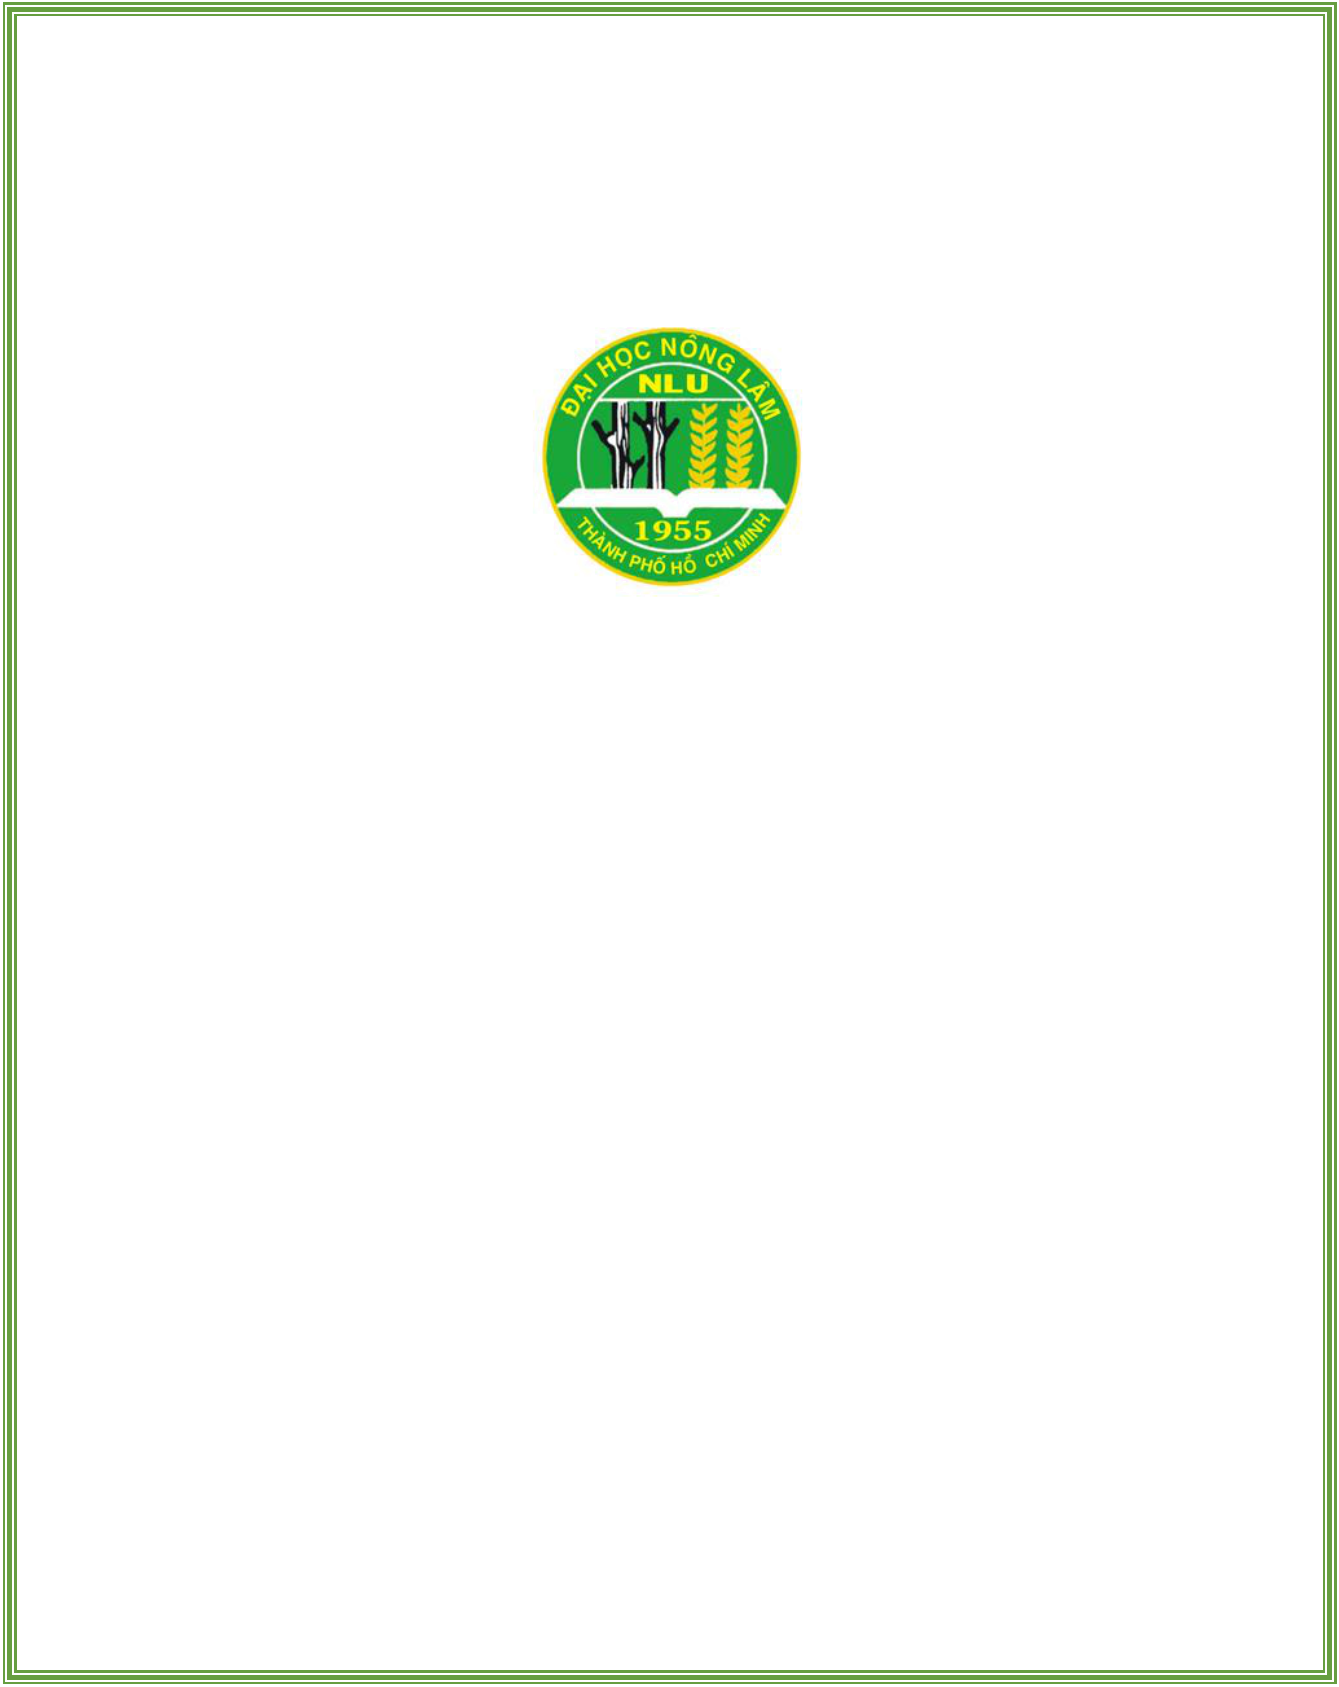 ĐẠI HỌC NÔNG LÂM
NLU
1955
THÀNH PHỐ HỒ CHÍ MINH